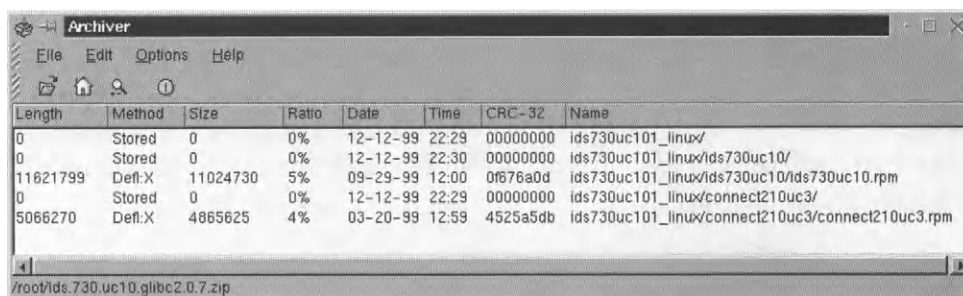 Archiver
File Edit Options Help
Length Method Size Ratio Date Time CRC-32 Name
0 Stored 0 0% 12-12-99 22:29 00000000 ids730uc101_linux/
0 Stored 0 0% 12-12-99 22:30 00000000 ids730uc101_linux/ids730uc10/
11621799 Defl:X 11024730 5% 09-29-99 12:00 0f676a0d ids730uc101_linux/ids730uc10/ids730uc10.rpm
0 Stored 0 0% 12-12-99 22:29 00000000 ids730uc101_linux/connect210uc3/
5066270 Defl:X 4865625 4% 03-20-99 12:59 4525a5db ids730uc101_linux/connect210uc3/connect210uc3.rpm
/root/ids.730.uc10.glibc2.0.7.zip